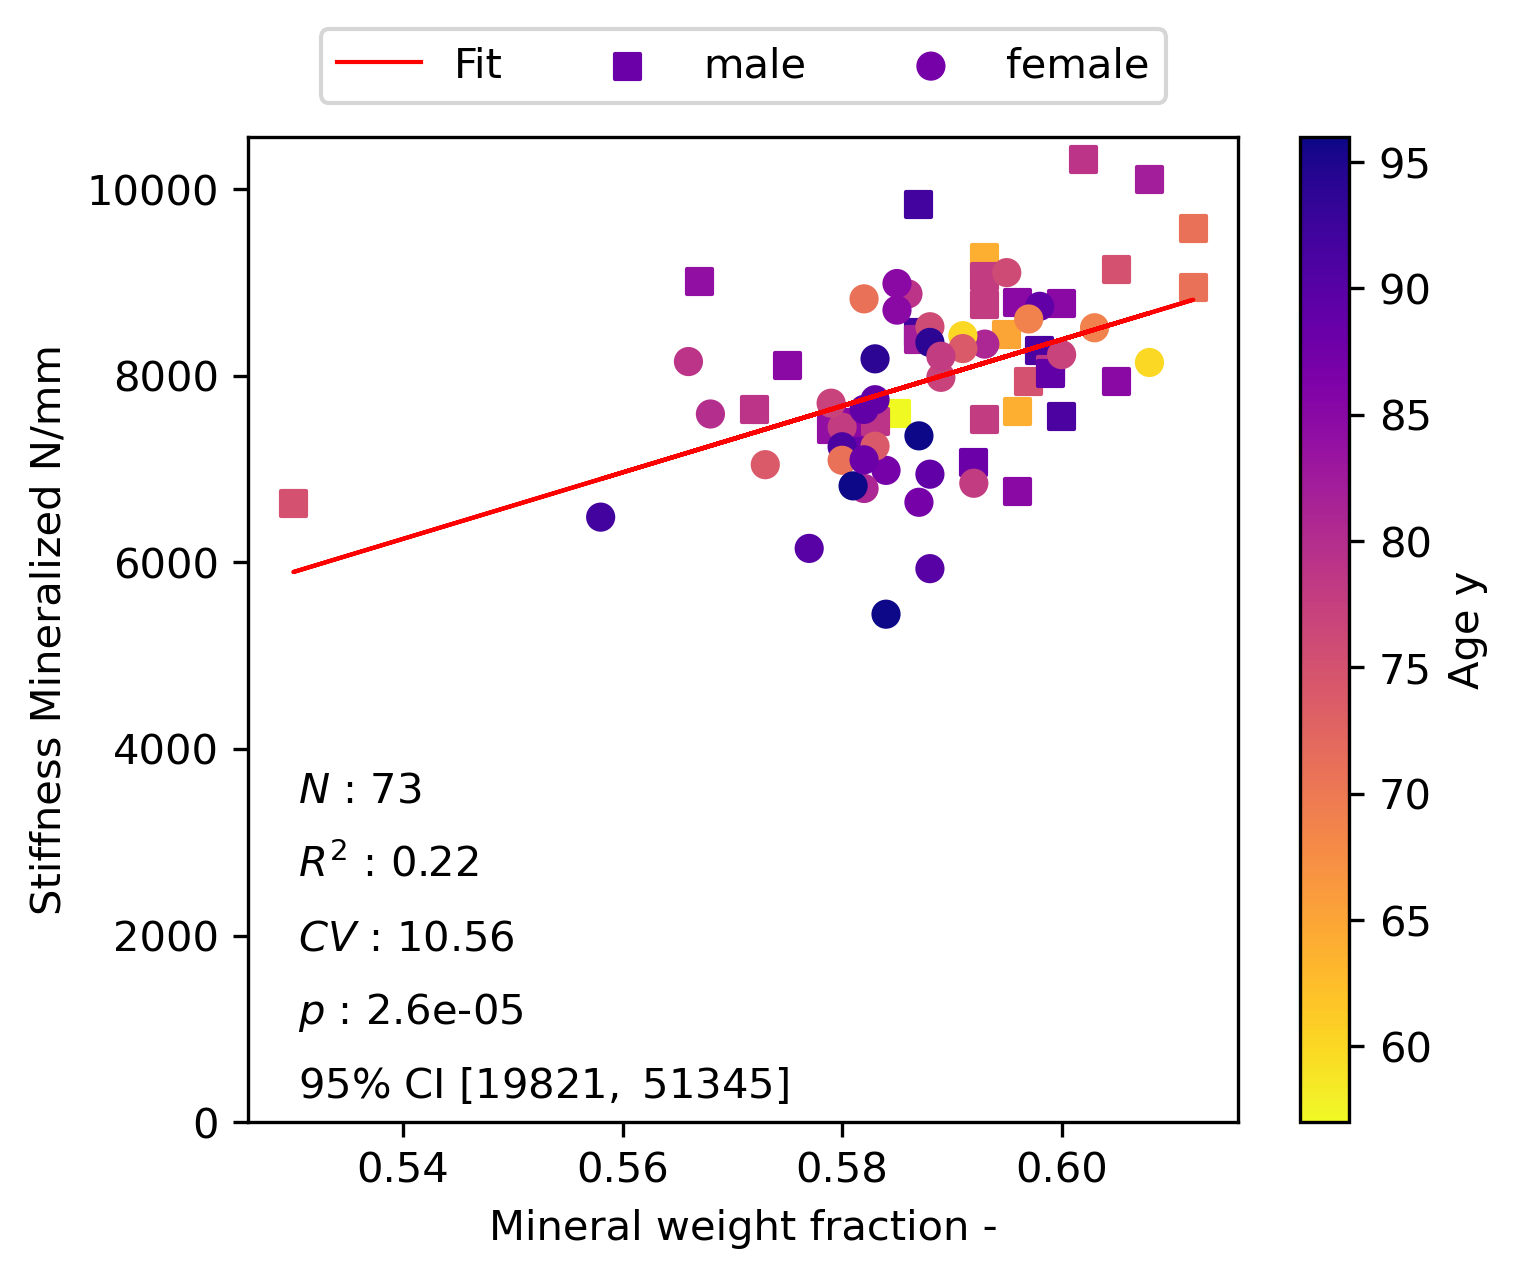 Fit male female
10000
8000
6000
4000
2000
0
Stiffness Mineralized N/mm
N : 73
R² : 0.22
CV : 10.56
p : 2.6e-05
95% CI [19821, 51345]
0.54 0.56 0.58 0.60
Mineral weight fraction -
95
90
85
80
75
70
65
60
Age y